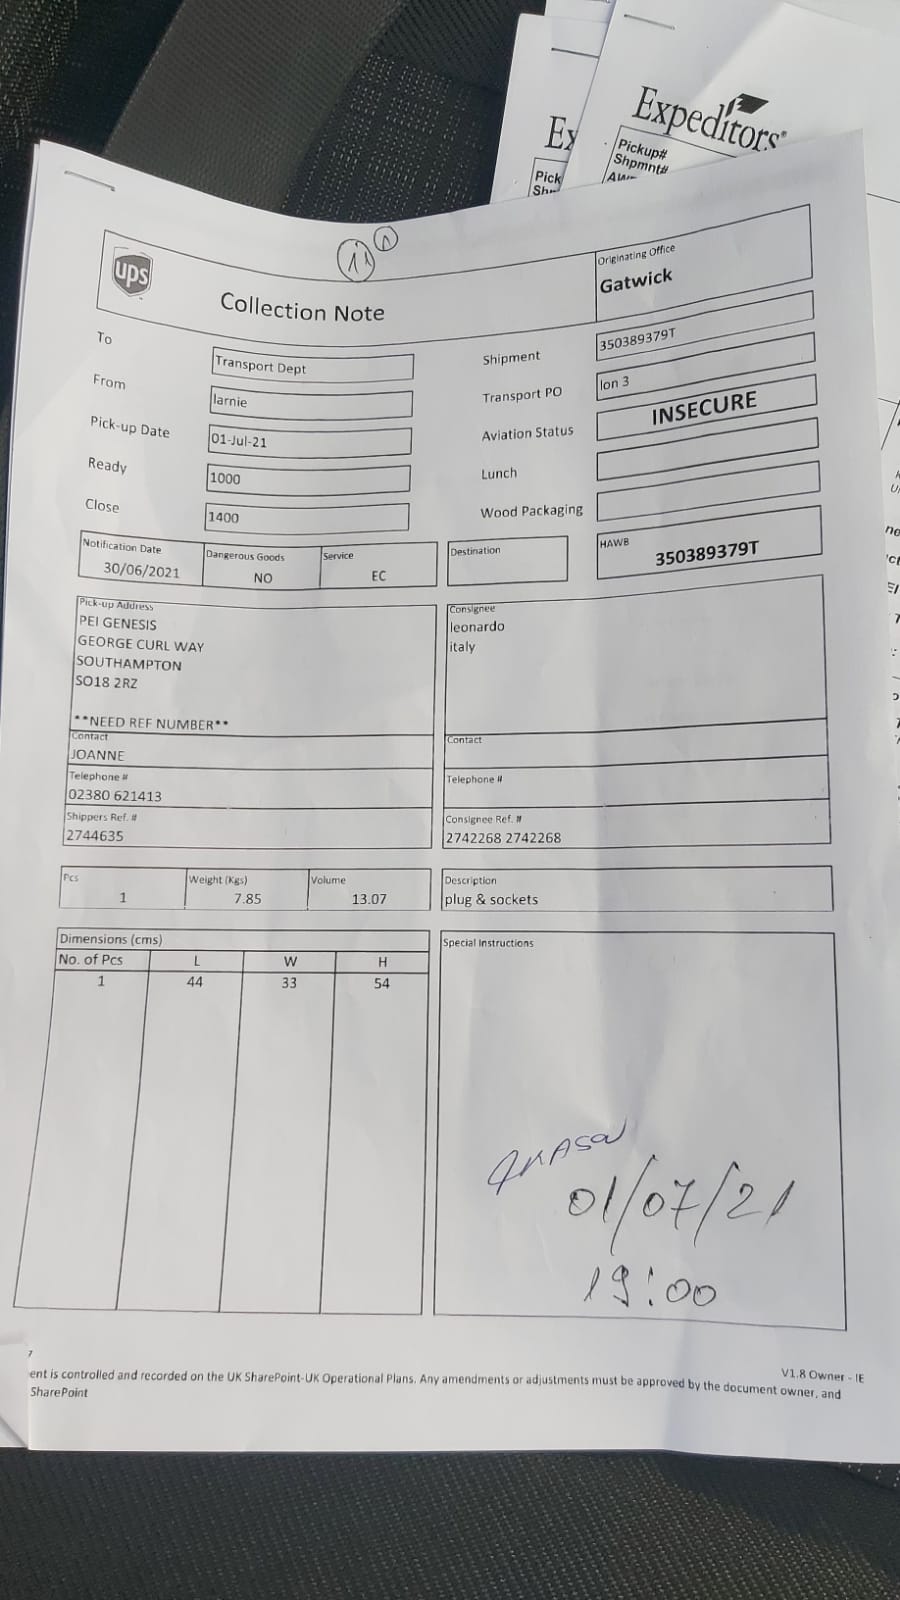 Expeditors®
Ex
Pickup#
Shpmnt#
Pick
ups
Collection Note
Originating Office
Gatwick
To
Transport Dept
Shipment
350389379T
From
larnie
Transport PO
lon 3
Pick-up Date
01-Jul-21
Aviation Status
INSECURE
Ready
1000
Lunch
Close
1400
Wood Packaging
Notification Date
30/06/2021
Dangerous Goods
NO
Service
EC
Destination
HAWB
350389379T
Pick-up Address
PEI GENESIS
GEORGE CURL WAY
SOUTHAMPTON
SO18 2RZ
**NEED REF NUMBER**
Consignee
leonardo
italy
Contact
JOANNE
Contact
Telephone #
02380 621413
Telephone #
Shippers Ref. #
2744635
Consignee Ref. #
2742268 2742268
Pcs
1
Weight (Kgs)
7.85
Volume
13.07
Description
plug & sockets
Dimensions (cms)
No. of Pcs L W H
1 44 33 54
Special Instructions
01/07/21
19:00
V1.8 Owner - IE
ent is controlled and recorded on the UK SharePoint-UK Operational Plans. Any amendments or adjustments must be approved by the document owner, and
SharePoint